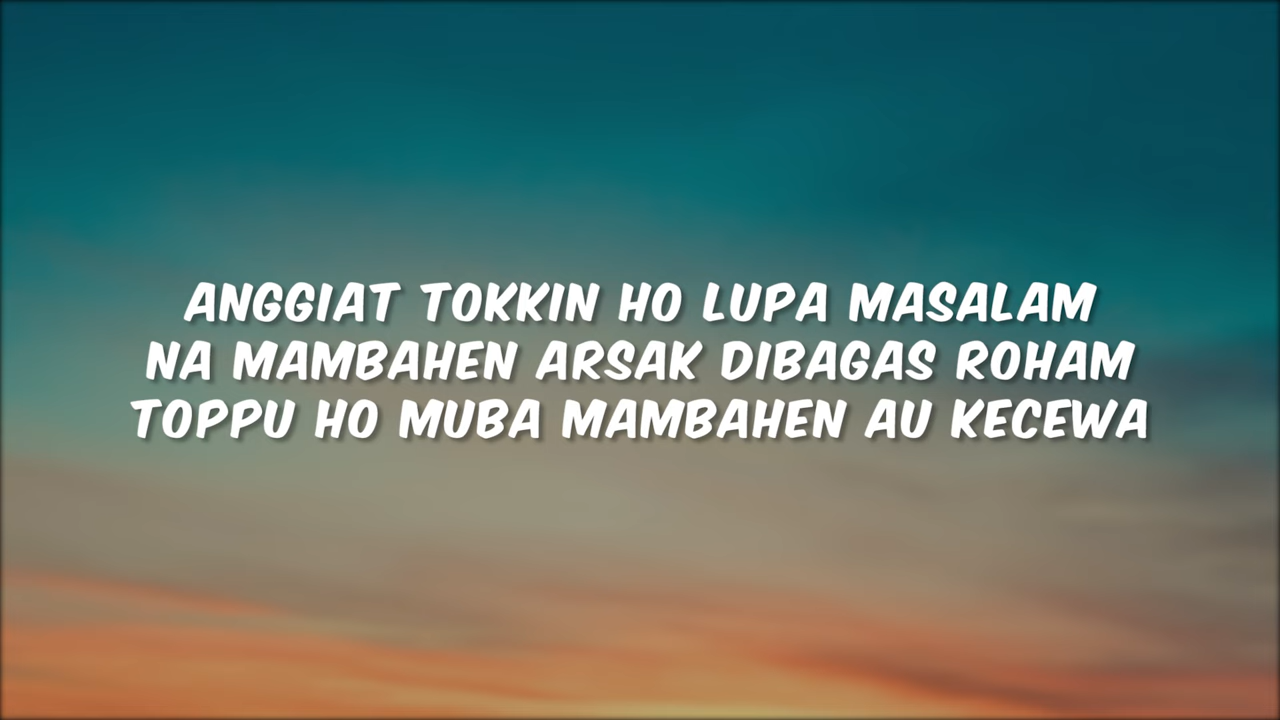 ANGGIAT TOKKIN HO LUPA MASALAM
NA MAMBAHEN ARSAK DIBAGAS ROHAM
TOPPU HO MUBA MAMBAHEN AU KECEWA